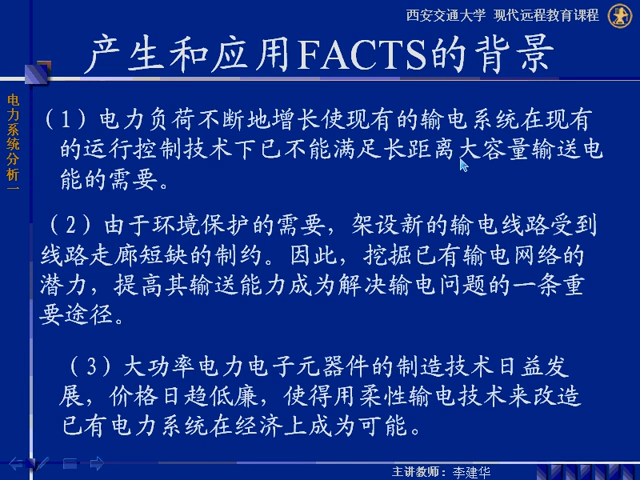 西安交通大学 现代远程教育课程
产生和应用FACTS的背景
电力系统分析一
（1）电力负荷不断地增长使现有的输电系统在现有
的运行控制技术下已不能满足长距离大容量输送电
能的需要。
（2）由于环境保护的需要，架设新的输电线路受到
线路走廊短缺的制约。因此，挖掘已有输电网络的
潜力，提高其输送能力成为解决输电问题的一条重
要途径。
（3）大功率电力电子元器件的制造技术日益发
展，价格日趋低廉，使得用柔性输电技术来改造
已有电力系统在经济上成为可能。
主讲教师：李建华